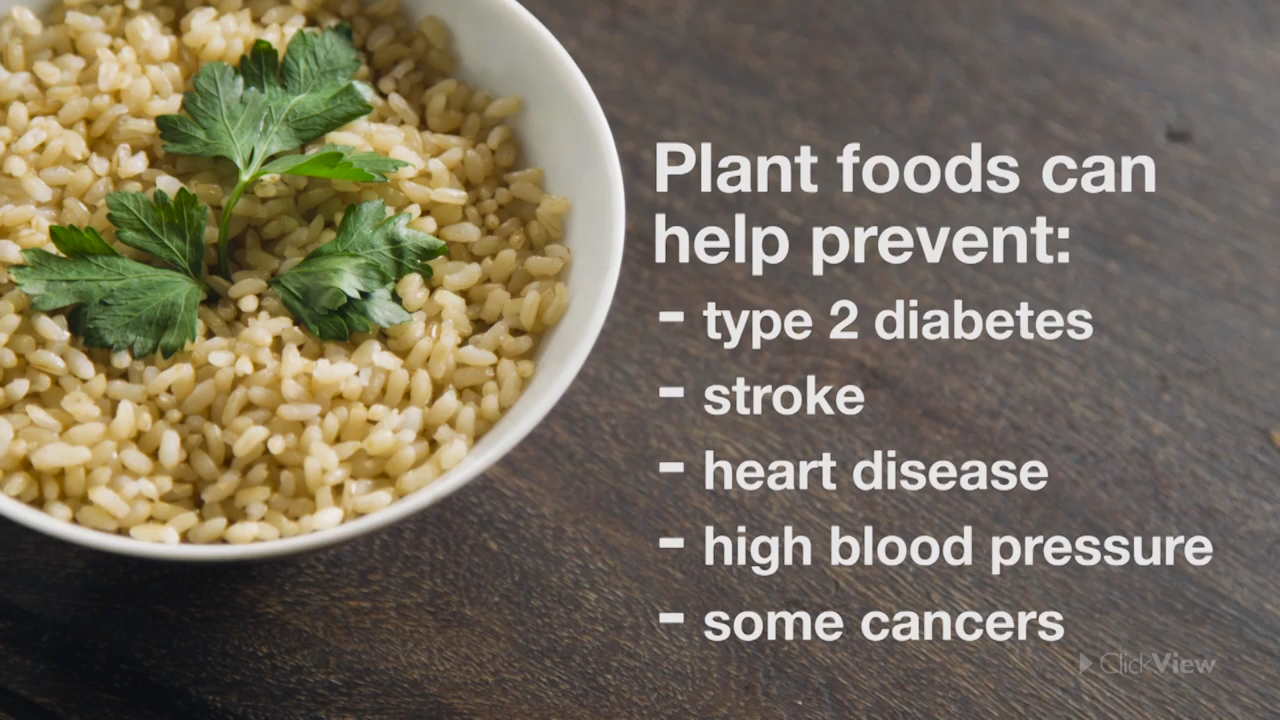 Plant foods can
help prevent:
- type 2 diabetes
- stroke
- heart disease
- high blood pressure
- some cancers
ClickView